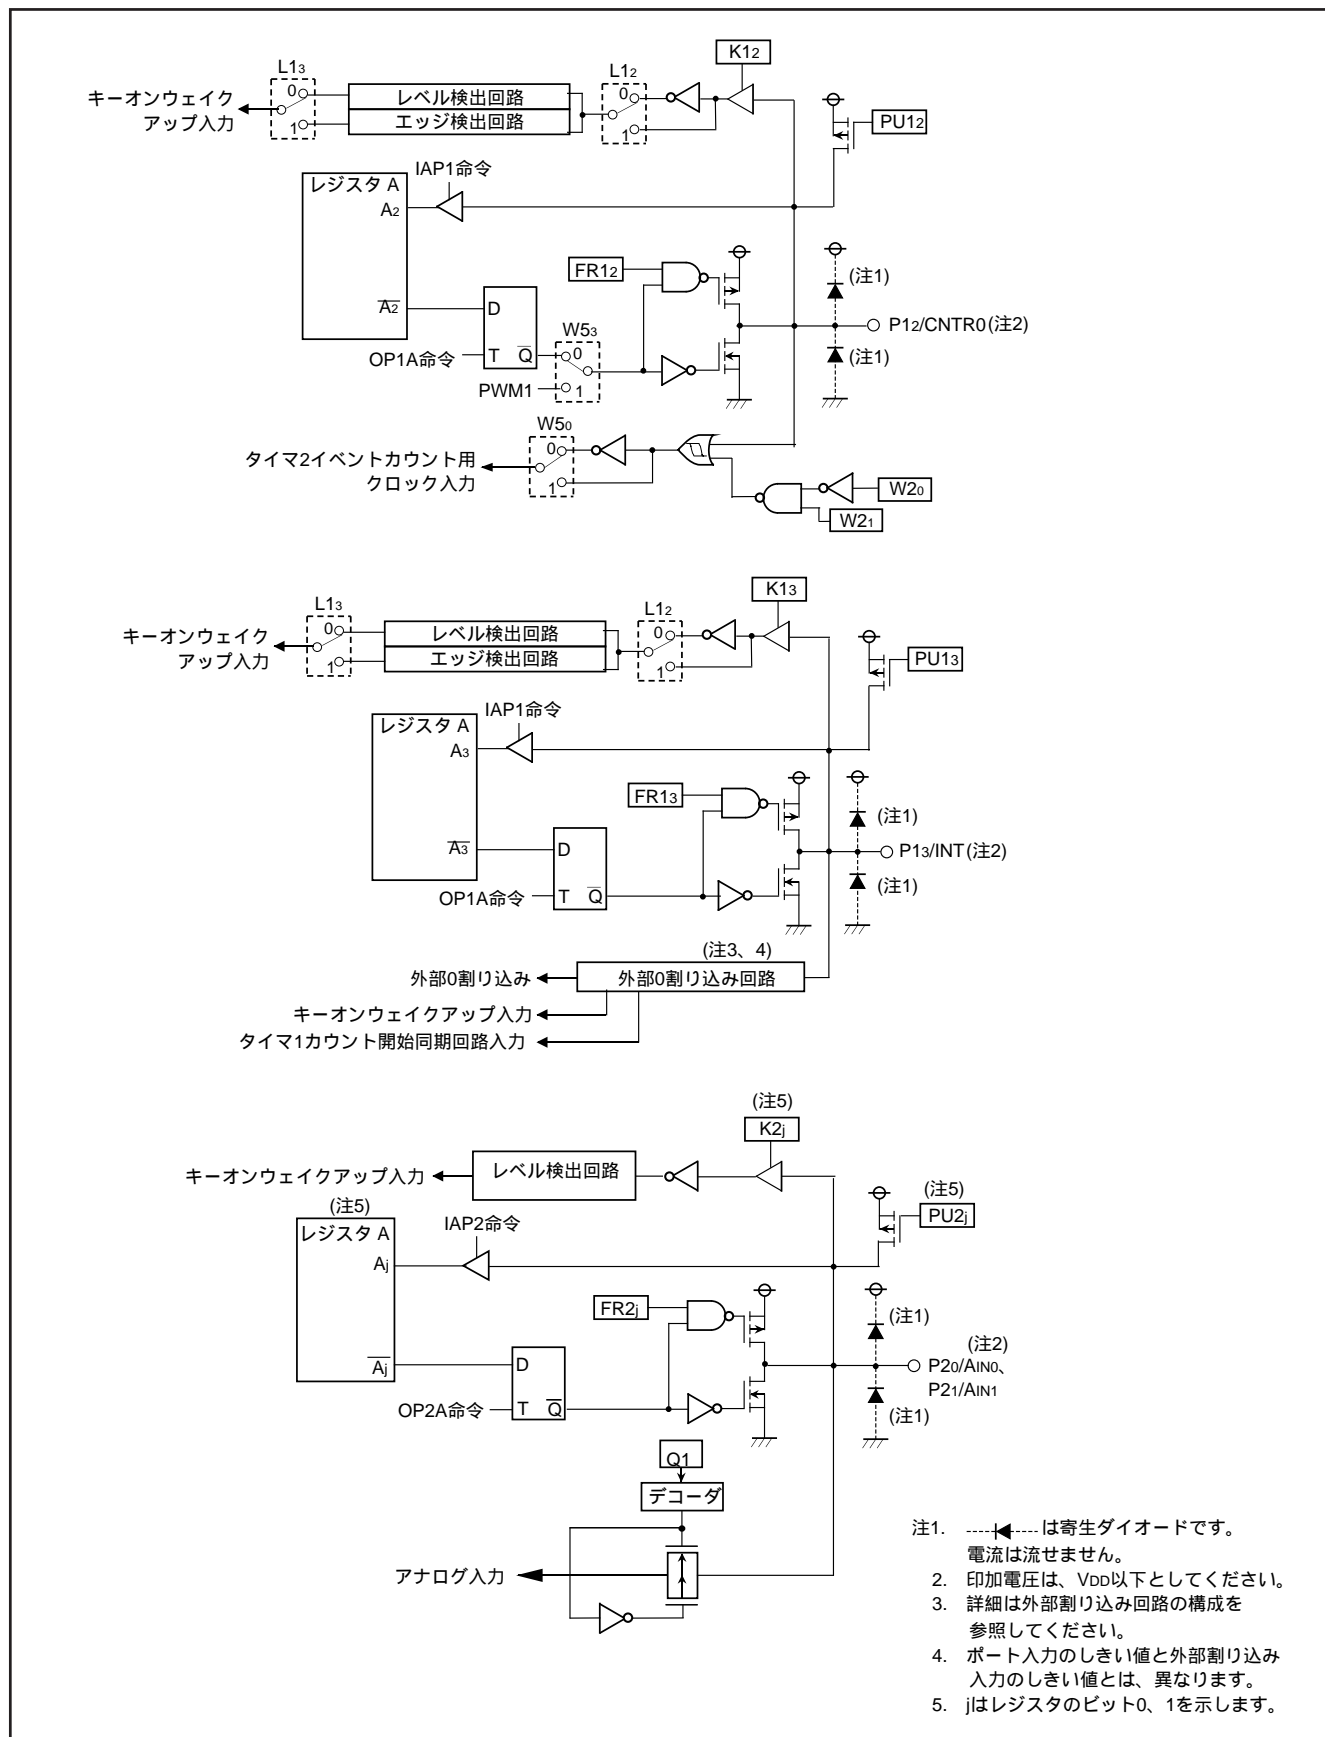 K12
L13
L12
0
レベル検出回路
0
キーオンウェイク
アップ入力
1
エッジ検出回路
1
PU12
IAP1命令
レジスタ A
A2
FR12
(注1)
A2
D
W53
P12/CNTR0(注2)
OP1A命令
T Q
0
(注1)
PWM1
1
W50
0
タイマ2イベントカウント用
クロック入力
1
W20
W21
K13
L13
L12
0
レベル検出回路
0
キーオンウェイク
アップ入力
1
エッジ検出回路
1
PU13
IAP1命令
レジスタ A
A3
FR13
(注1)
A3
D
P13/INT(注2)
OP1A命令
T Q
(注1)
(注3、4)
外部0割り込み
外部0割り込み回路
キーオンウェイクアップ入力
タイマ1カウント開始同期回路入力
(注5)
K2j
キーオンウェイクアップ入力
レベル検出回路
(注5)
(注5)
PU2j
レジスタ A
IAP2命令
Aj
FR2j
(注1)
(注2)
Aj
D
P20/AIN0、
P21/AIN1
OP2A命令
T Q
(注1)
Q1
デコーダ
アナログ入力
注1. は寄生ダイオードです。
電流は流せません。
2. 印加電圧は、VDD以下としてください。
3. 詳細は外部割り込み回路の構成を
参照してください。
4. ポート入力のしきい値と外部割り込み
入力のしきい値とは、異なります。
5. jはレジスタのビット0、1を示します。